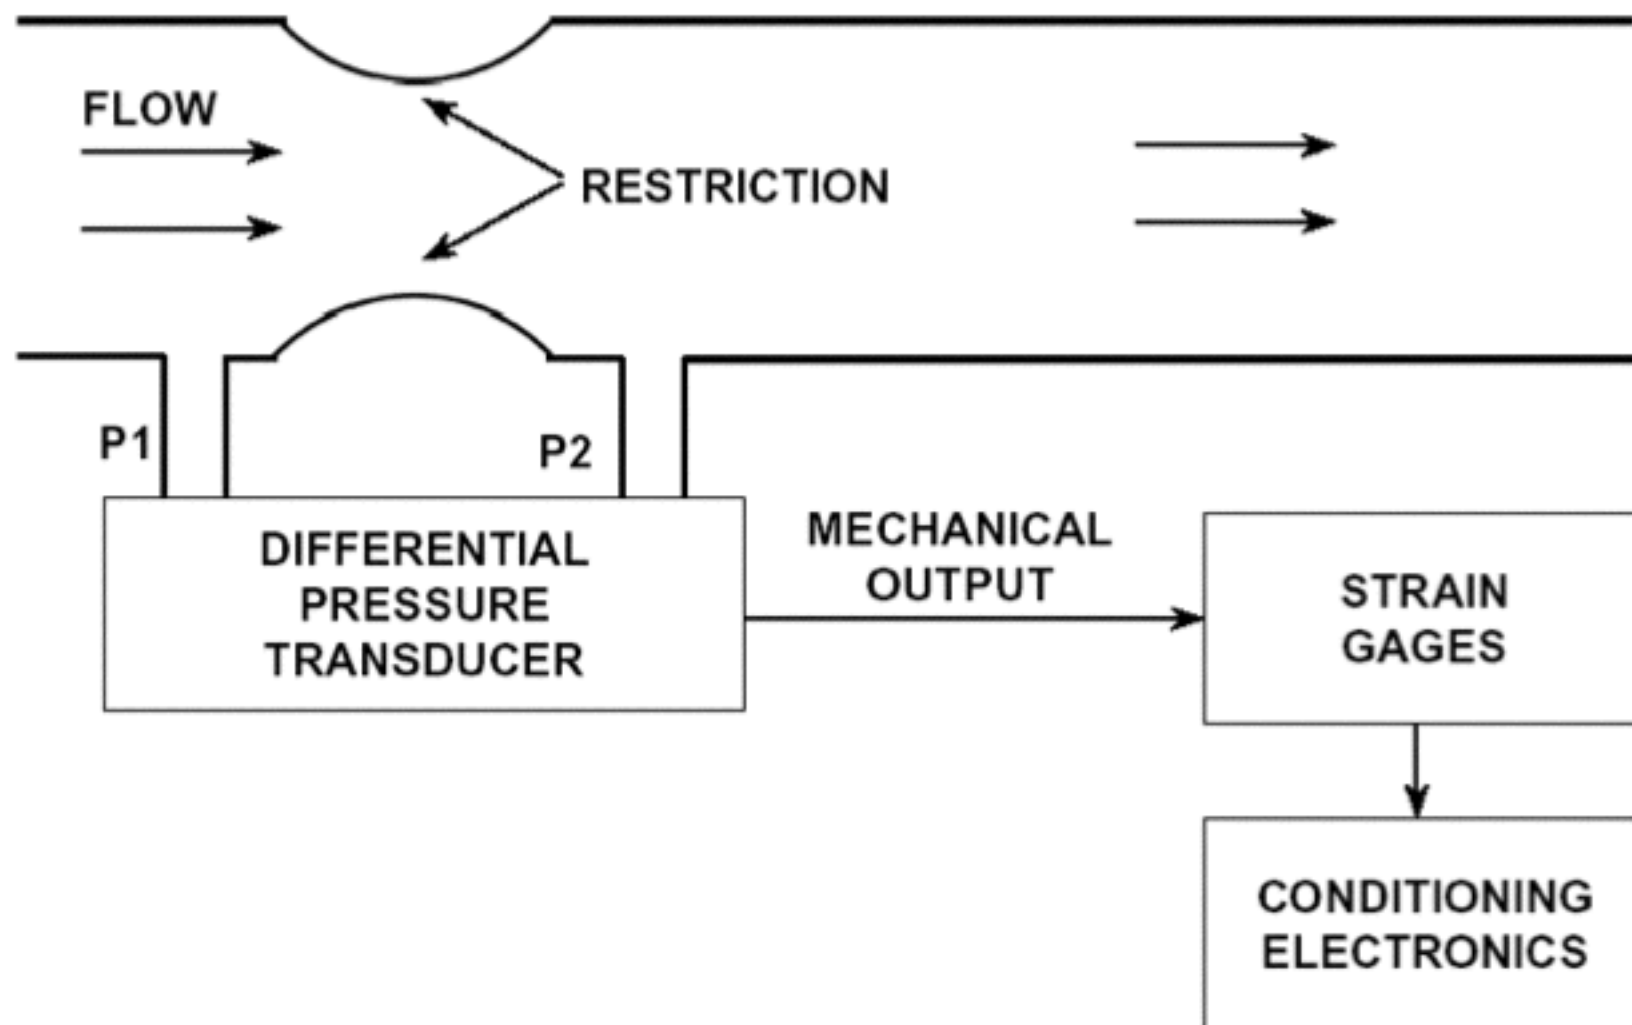 FLOW
RESTRICTION
P1
P2
DIFFERENTIAL
PRESSURE
TRANSDUCER
MECHANICAL
OUTPUT
STRAIN
GAGES
CONDITIONING
ELECTRONICS